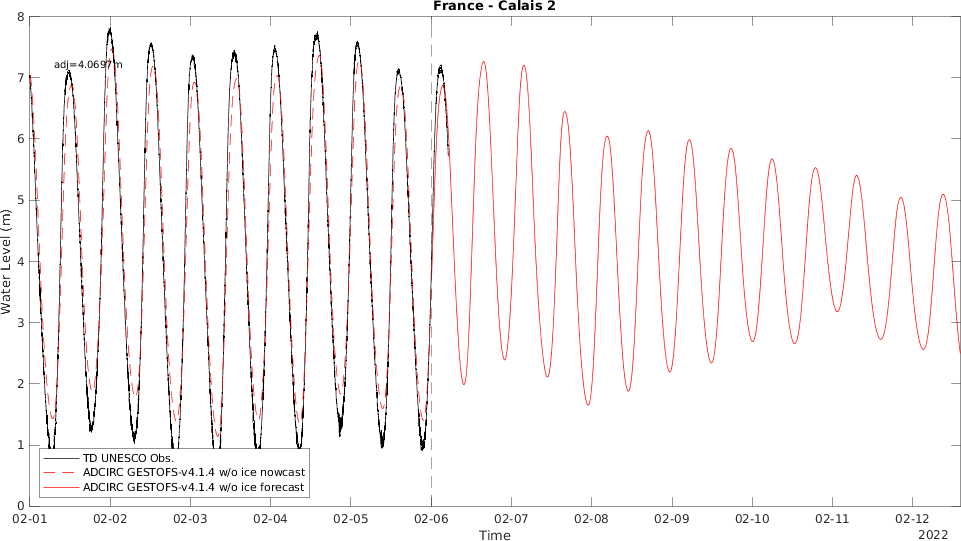 France - Calais 2
adj=4.0697m
Water Level (m)
8
7
6
5
4
3
2
1
0
TD UNESCO Obs.
ADCIRC GESTOFS-v4.1.4 w/o ice nowcast
ADCIRC GESTOFS-v4.1.4 w/o ice forecast
02-01 02-02 02-03 02-04 02-05 02-06 02-07 02-08 02-09 02-10 02-11 02-12
Time
2022